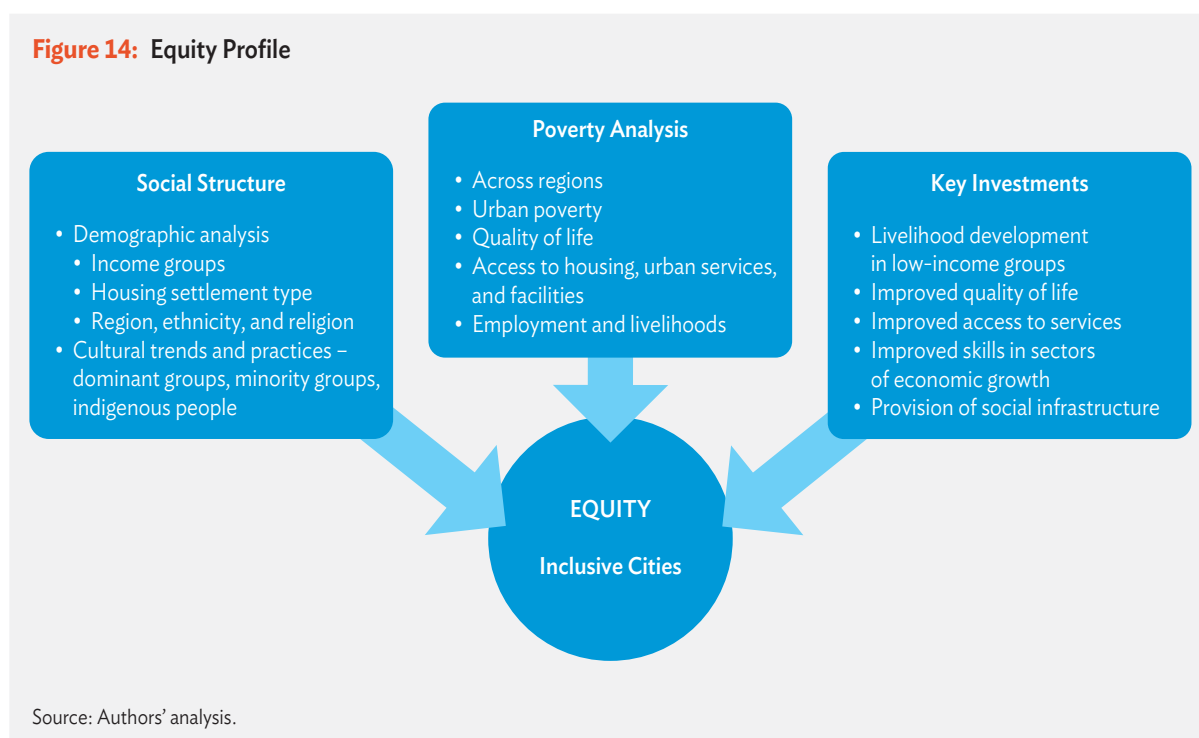 Figure 14: Equity Profile
Social Structure
• Demographic analysis
• Income groups
• Housing settlement type
• Region, ethnicity, and religion
• Cultural trends and practices –
dominant groups, minority groups,
indigenous people
Poverty Analysis
• Across regions
• Urban poverty
• Quality of life
• Access to housing, urban services,
and facilities
• Employment and livelihoods
Key Investments
• Livelihood development
in low-income groups
• Improved quality of life
• Improved access to services
• Improved skills in sectors
of economic growth
• Provision of social infrastructure
EQUITY
Inclusive Cities
Source: Authors’ analysis.